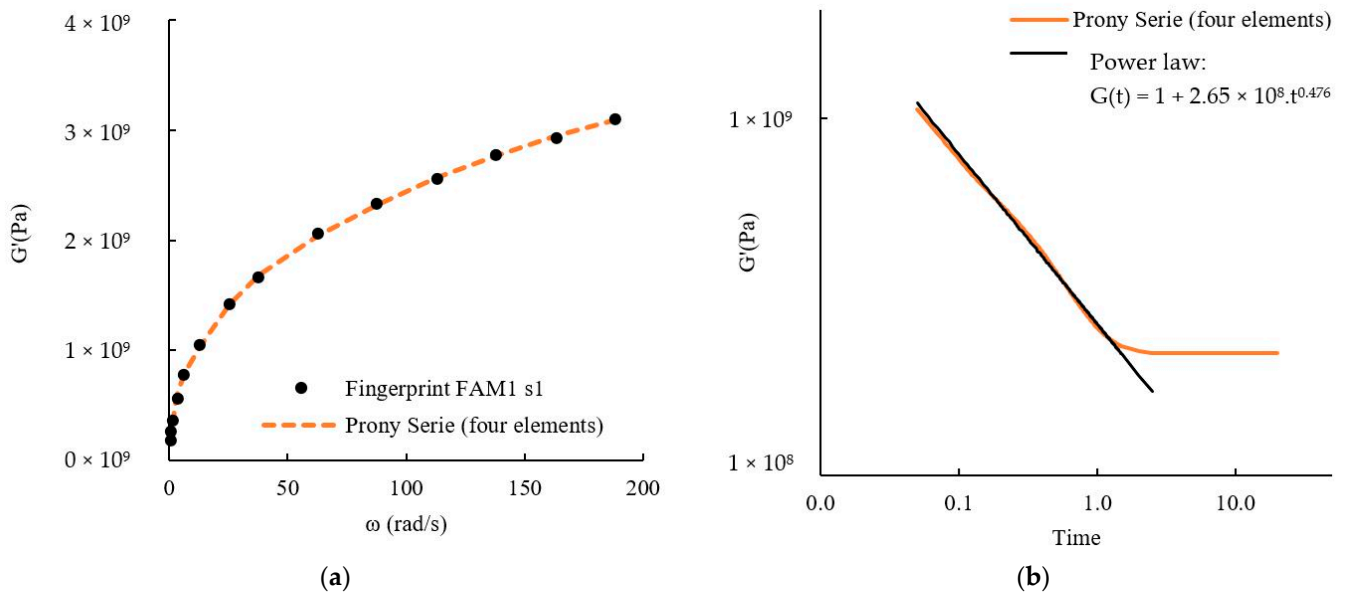 4 × 10⁹
3 × 10⁹
2 × 10⁹
1 × 10⁹
0 × 10⁹
G'(Pa)
Fingerprint FAM1 s1
Prony Serie (four elements)
0
50
100
150
200
ω (rad/s)
(a)
Prony Serie (four elements)
Power law:
G(t) = 1 + 2.65 × 10⁸.t⁰·⁴⁷⁶
1 × 10⁹
1 × 10⁸
G'(Pa)
0.0
0.1
1.0
10.0
Time
(b)